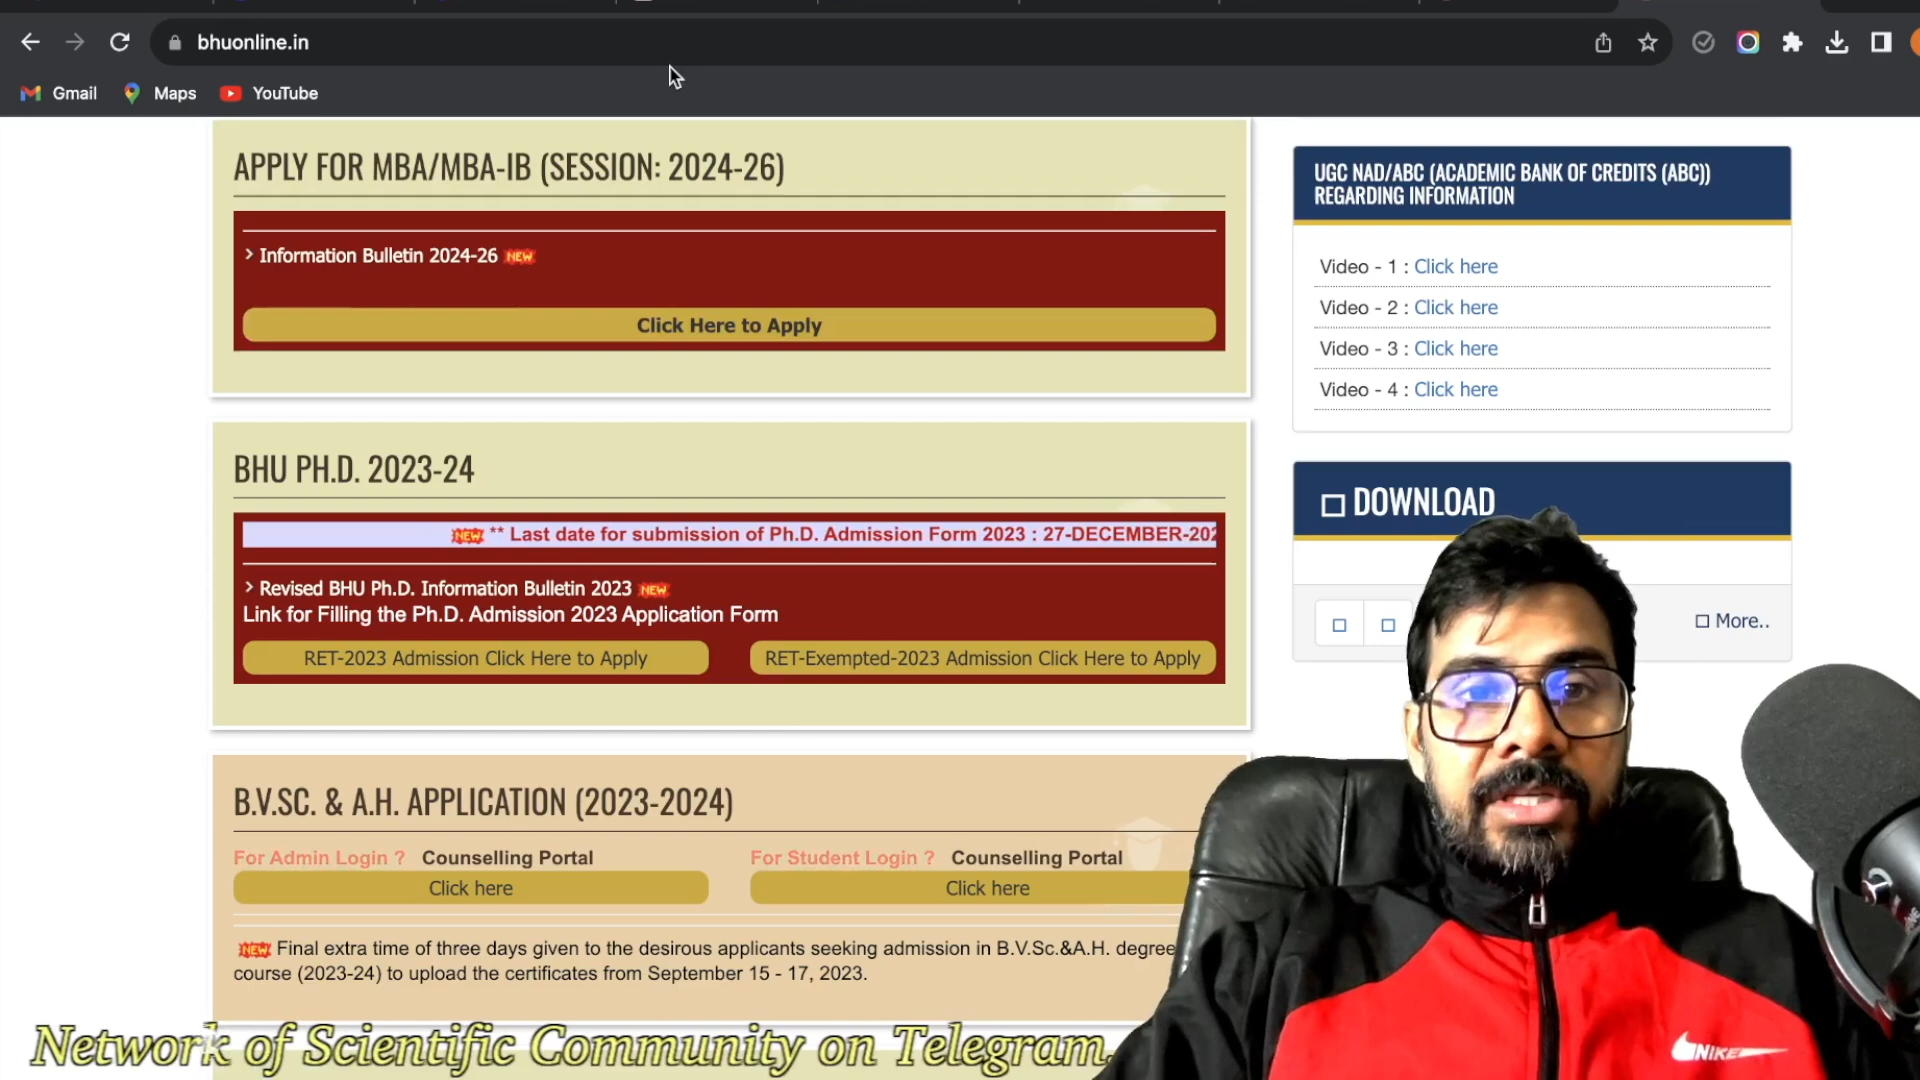 bhuonline.in
Gmail Maps YouTube
APPLY FOR MBA/MBA-IB (SESSION: 2024-26)
> Information Bulletin 2024-26 NEW
Click Here to Apply
BHU PH.D. 2023-24
NEW ** Last date for submission of Ph.D. Admission Form 2023 : 27-DECEMBER-202
> Revised BHU Ph.D. Information Bulletin 2023 NEW
Link for Filling the Ph.D. Admission 2023 Application Form
RET-2023 Admission Click Here to Apply RET-Exempted-2023 Admission Click Here to Apply
B.V.SC. & A.H. APPLICATION (2023-2024)
For Admin Login ? Counselling Portal For Student Login ? Counselling Portal
Click here Click here
NEW Final extra time of three days given to the desirous applicants seeking admission in B.V.Sc.&A.H. degree
course (2023-24) to upload the certificates from September 15 - 17, 2023.
UGC NAD/ABC (ACADEMIC BANK OF CREDITS (ABC))
REGARDING INFORMATION
Video - 1 : Click here
Video - 2 : Click here
Video - 3 : Click here
Video - 4 : Click here
DOWNLOAD
More..
NIKE
Network of Scientific Community on Telegram.